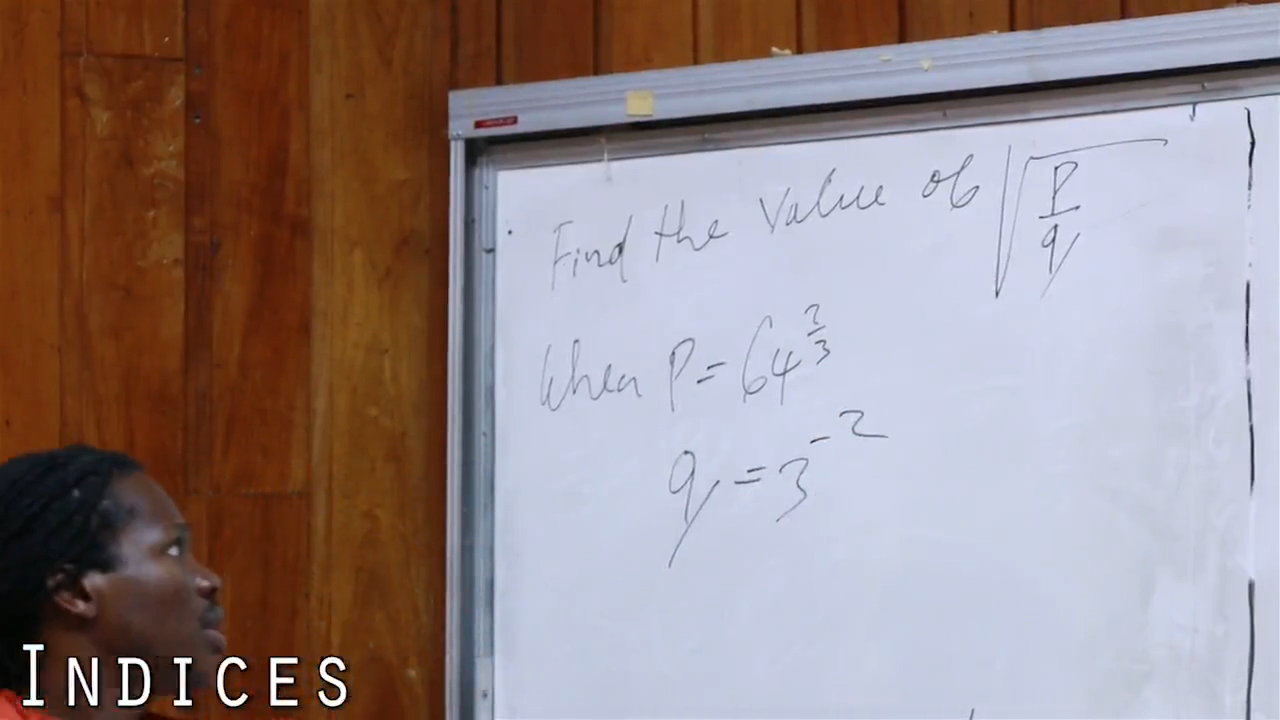 Find the value of √(P/q)
When P = 64^(2/3)
q = 3^(-2)
INDICES